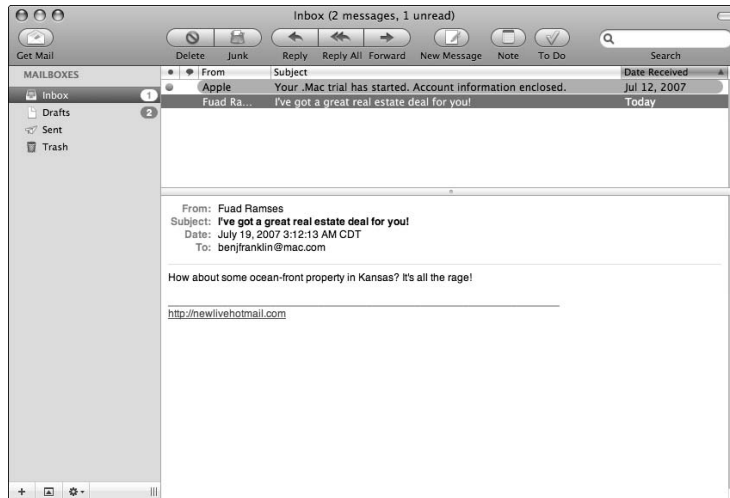 Inbox (2 messages, 1 unread)
Get Mail
Delete Junk Reply Reply All Forward New Message Note To Do Search
MAILBOXES
Inbox 1
Drafts 2
Sent
Trash
From Subject Date Received
Apple Your .Mac trial has started. Account information enclosed. Jul 12, 2007
Fuad Ra... I've got a great real estate deal for you! Today
From: Fuad Ramses
Subject: I've got a great real estate deal for you!
Date: July 19, 2007 3:12:13 AM CDT
To: benjfranklin@mac.com
How about some ocean-front property in Kansas? It's all the rage!
http://newlivehotmail.com